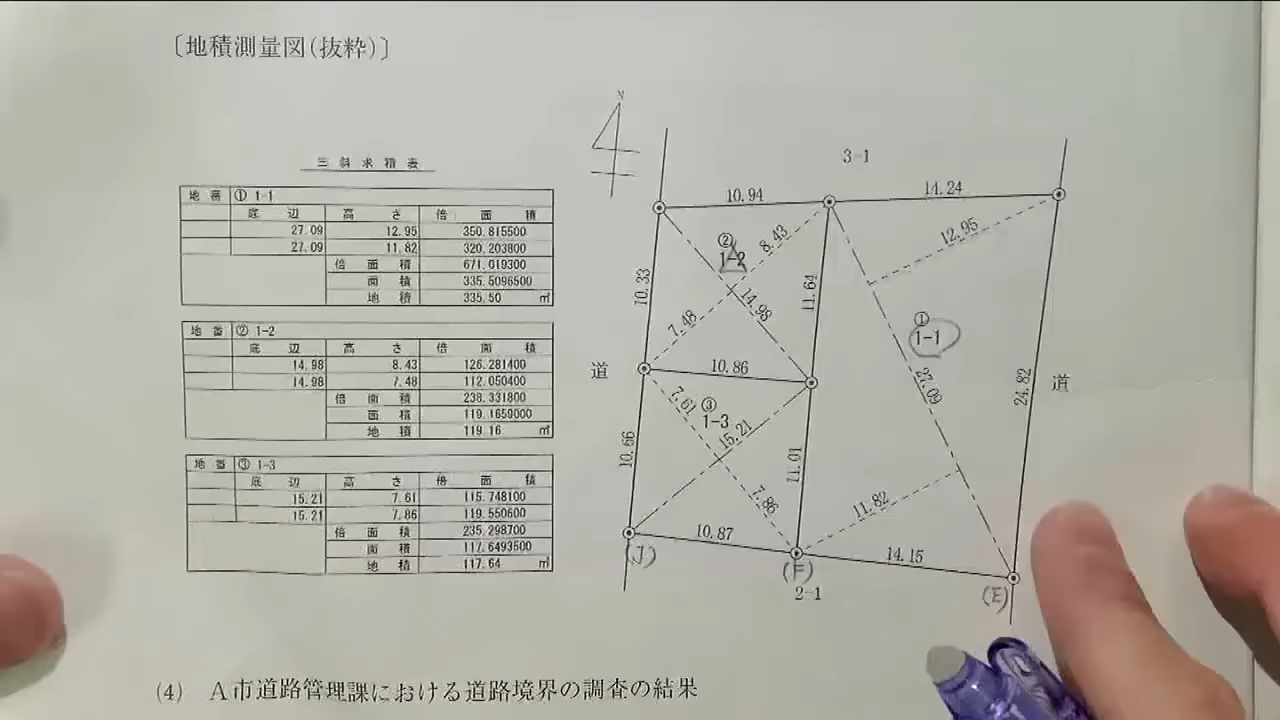 〔地積測量図(抜粋)〕
三斜求積表
地番 ① 1-1
底辺 高さ 倍面積
27.09 12.95 350.815500
27.09 11.82 320.203800
倍面積 671.019300
面積 335.5096500
地積 335.50 ㎡
地番 ② 1-2
底辺 高さ 倍面積
14.98 8.43 126.281400
14.98 7.48 112.050400
倍面積 238.331800
面積 119.1659000
地積 119.16 ㎡
地番 ③ 1-3
底辺 高さ 倍面積
15.21 7.61 115.748100
15.21 7.86 119.550600
倍面積 235.298700
面積 117.6493500
地積 117.64 ㎡
N
3-1
10.94
14.24
12.95
②
1-2
8.43
10.33
14.98
11.64
7.48
①
1-1
道
10.86
27.09
24.82
道
7.61
③
1-3
15.21
10.66
11.01
7.86
11.82
10.87
14.15
(J)
(F)
(E)
2-1
(4) A市道路管理課における道路境界の調査の結果